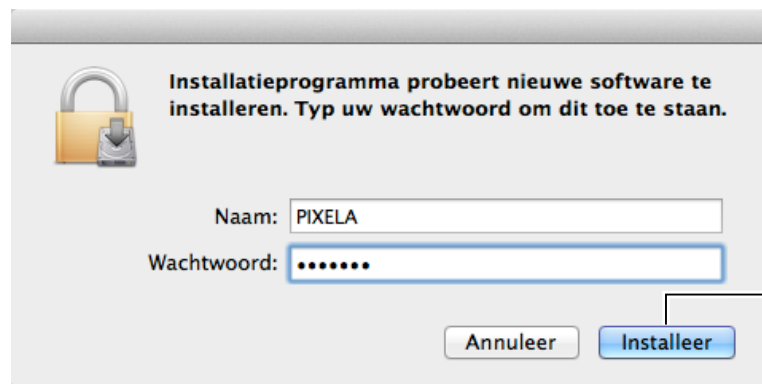 Installatieprogramma probeert nieuwe software te
installeren. Typ uw wachtwoord om dit toe te staan.
Naam: PIXELA
Wachtwoord: •••••••
Annuleer Installeer